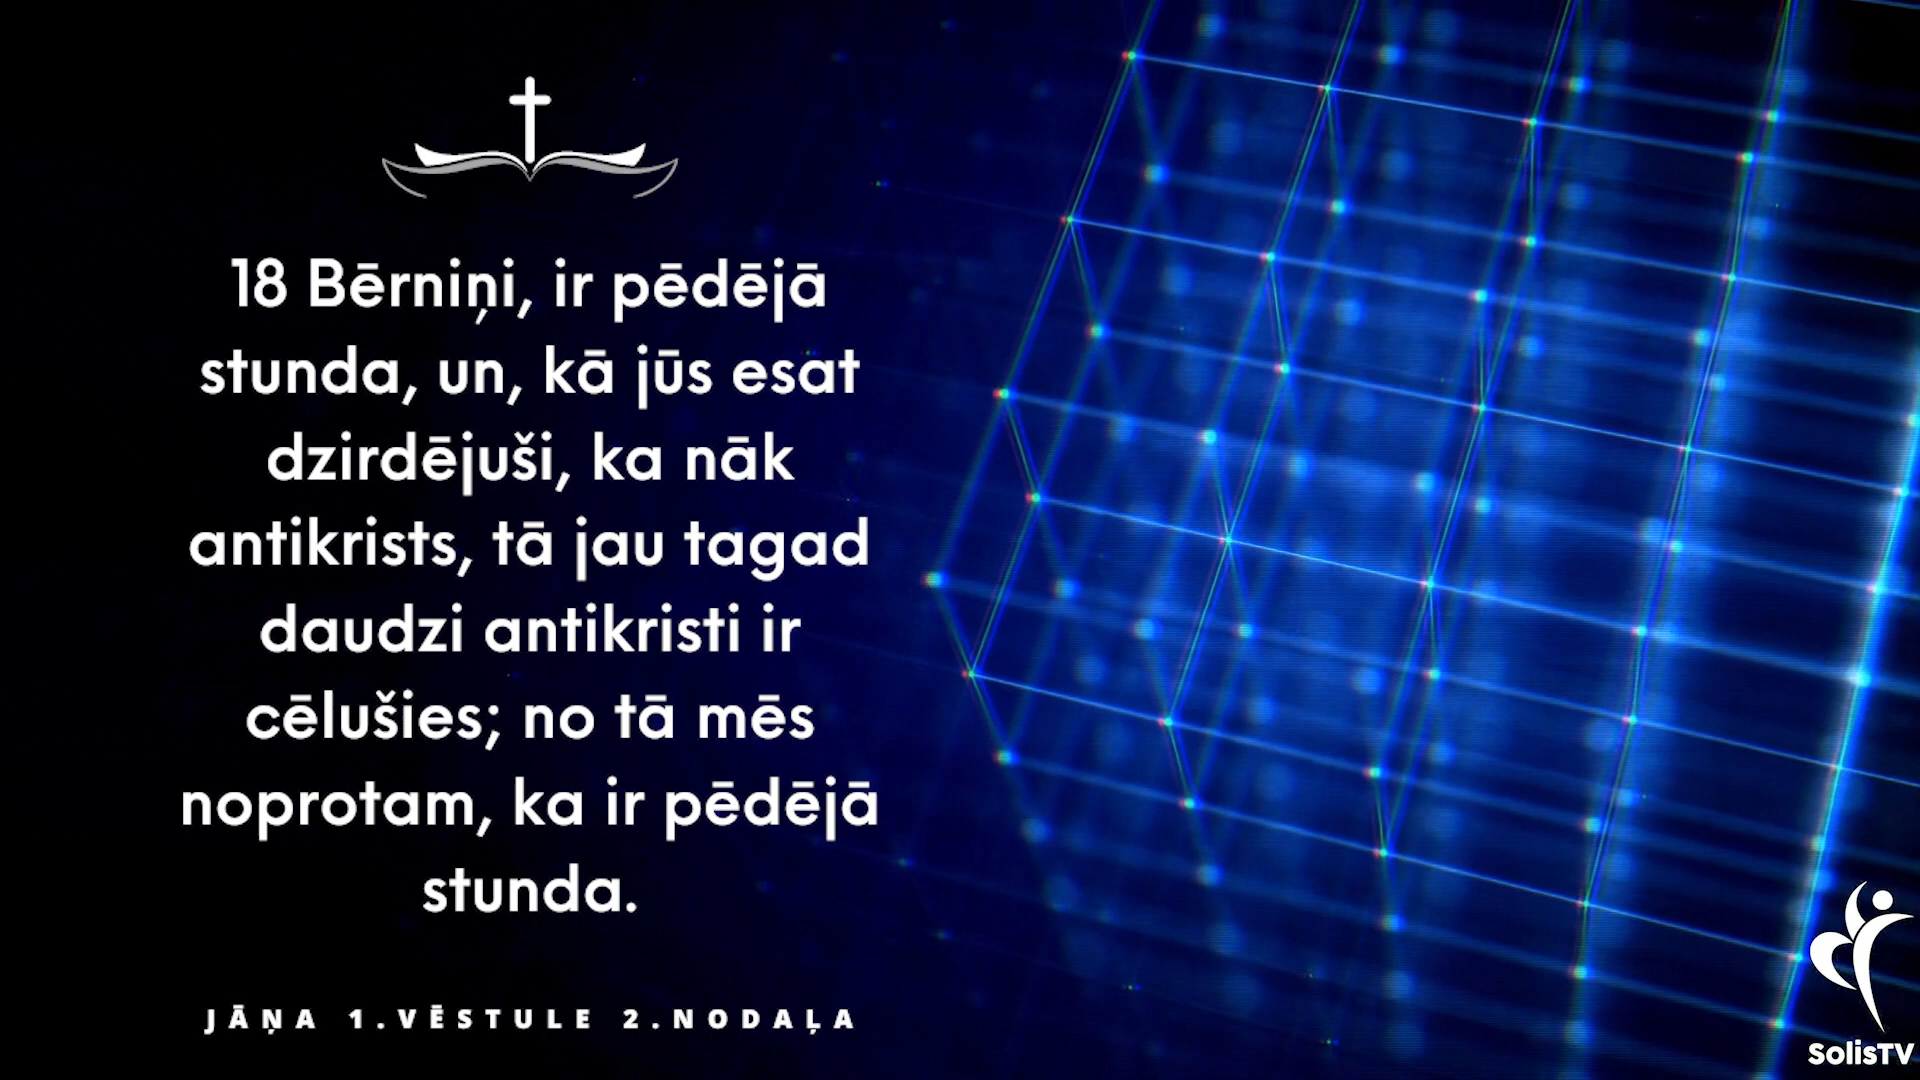 18 Bērniņi, ir pēdējā
stunda, un, kā jūs esat
dzirdējuši, ka nāk
antikrists, tā jau tagad
daudzi antikristi ir
cēlušies; no tā mēs
noprotam, ka ir pēdējā
stunda.
JĀŅA 1.VĒSTULE 2.NODAĻA
SolisTV